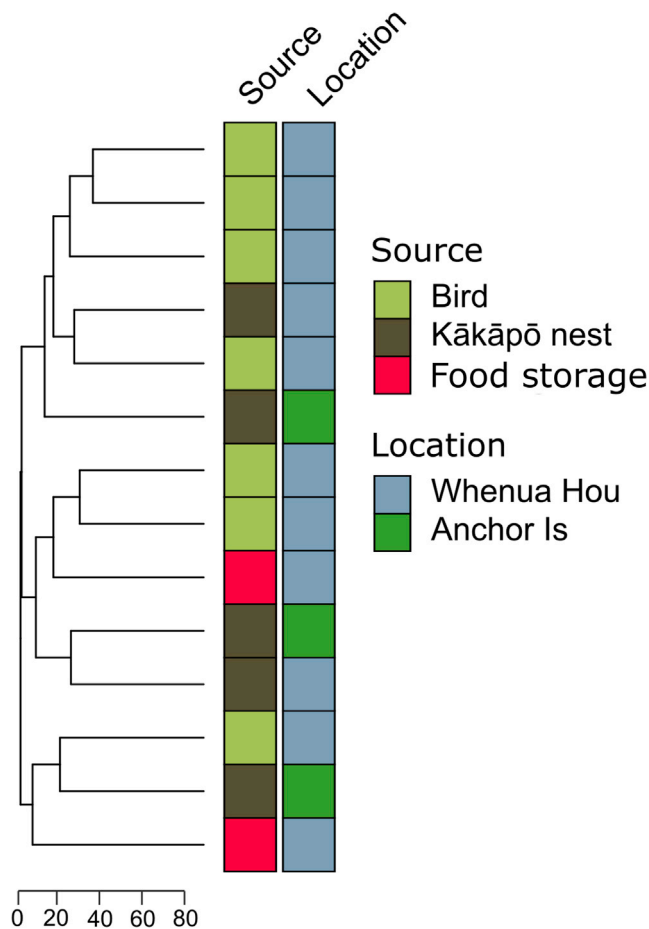 Source
Location
Source
Bird
Kākāpō nest
Food storage
Location
Whenua Hou
Anchor Is
0 20 40 60 80